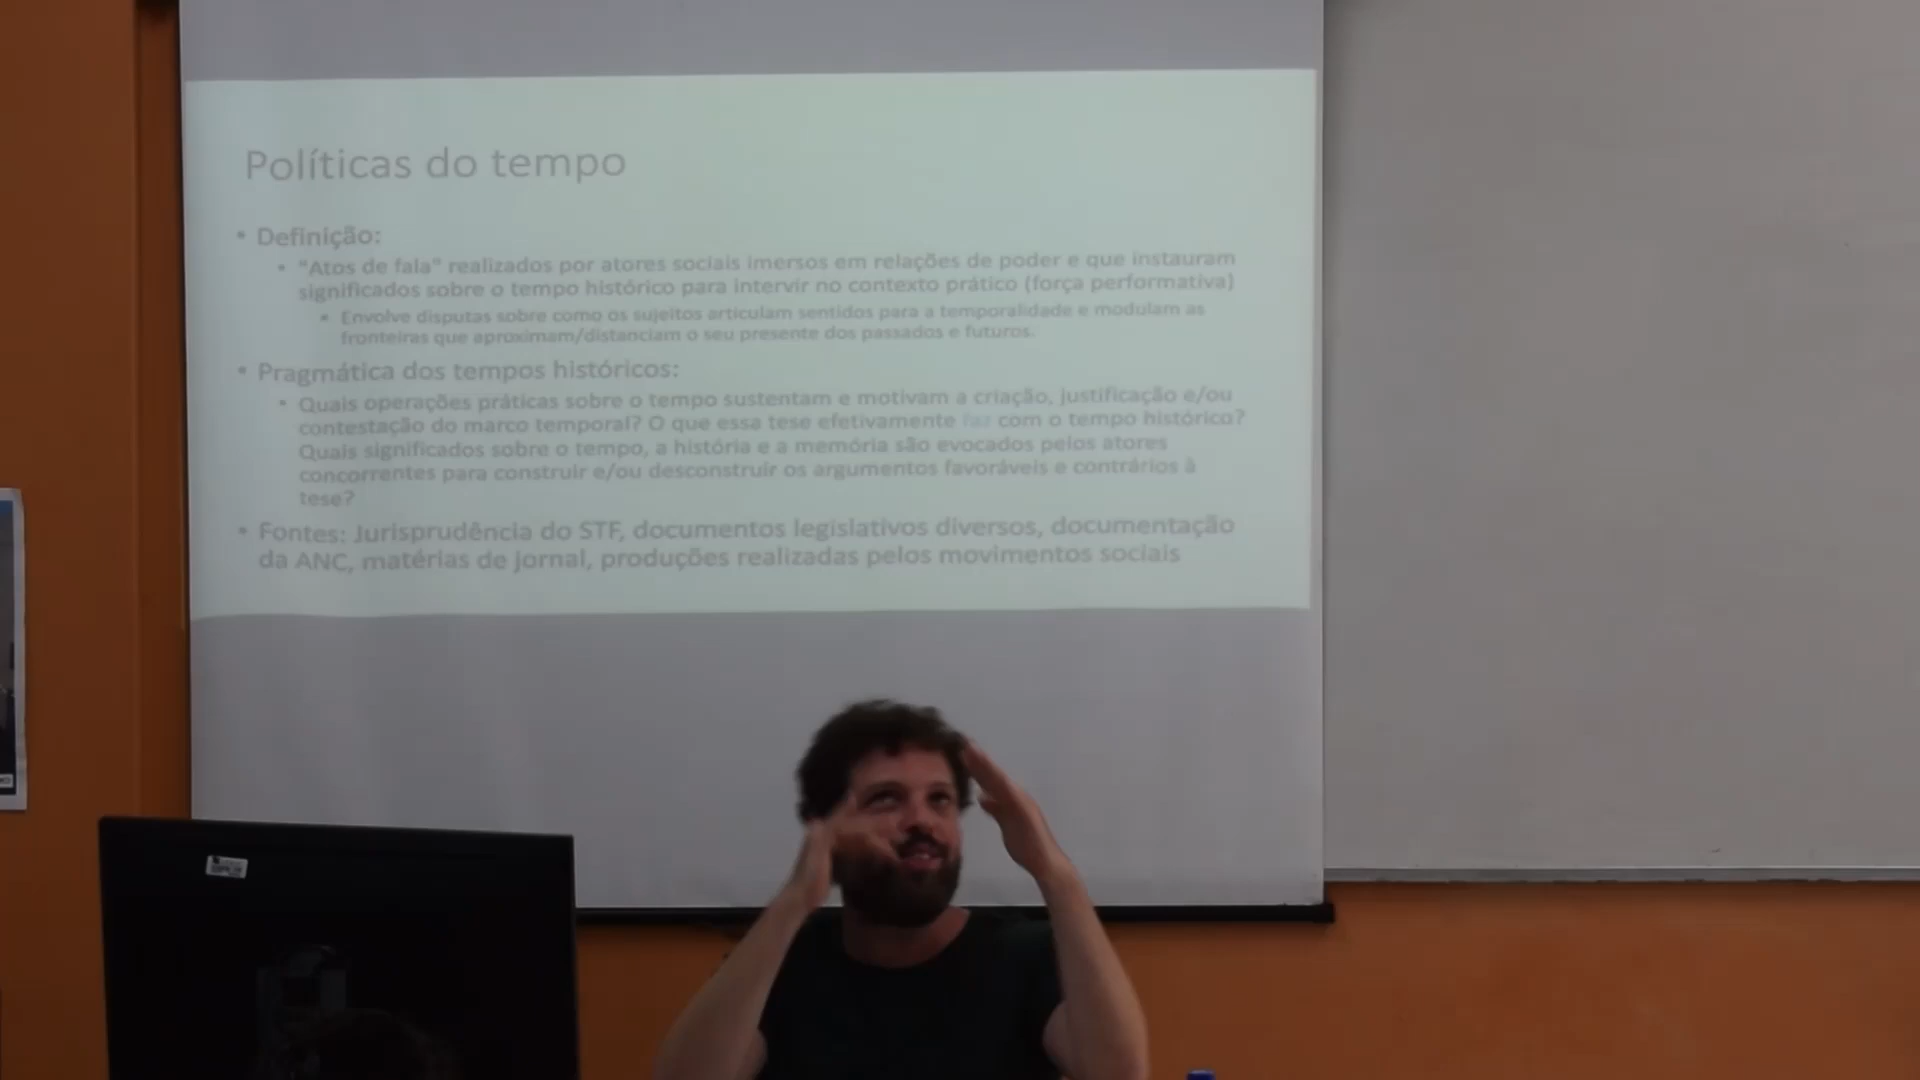 Políticas do tempo
• Definição:
• “Atos de fala” realizados por atores sociais imersos em relações de poder e que instauram
significados sobre o tempo histórico para intervir no contexto prático (força performativa)
• Envolve disputas sobre como os sujeitos articulam sentidos para a temporalidade e modulam as
fronteiras que aproximam/distanciam o seu presente dos passados e futuros.
• Pragmática dos tempos históricos:
• Quais operações práticas sobre o tempo sustentam e motivam a criação, justificação e/ou
contestação do marco temporal? O que essa tese efetivamente faz com o tempo histórico?
Quais significados sobre o tempo, a história e a memória são evocados pelos atores
concorrentes para construir e/ou desconstruir os argumentos favoráveis e contrários à
tese?
• Fontes: Jurisprudência do STF, documentos legislativos diversos, documentação
da ANC, matérias de Jornal, produções realizadas pelos movimentos sociais